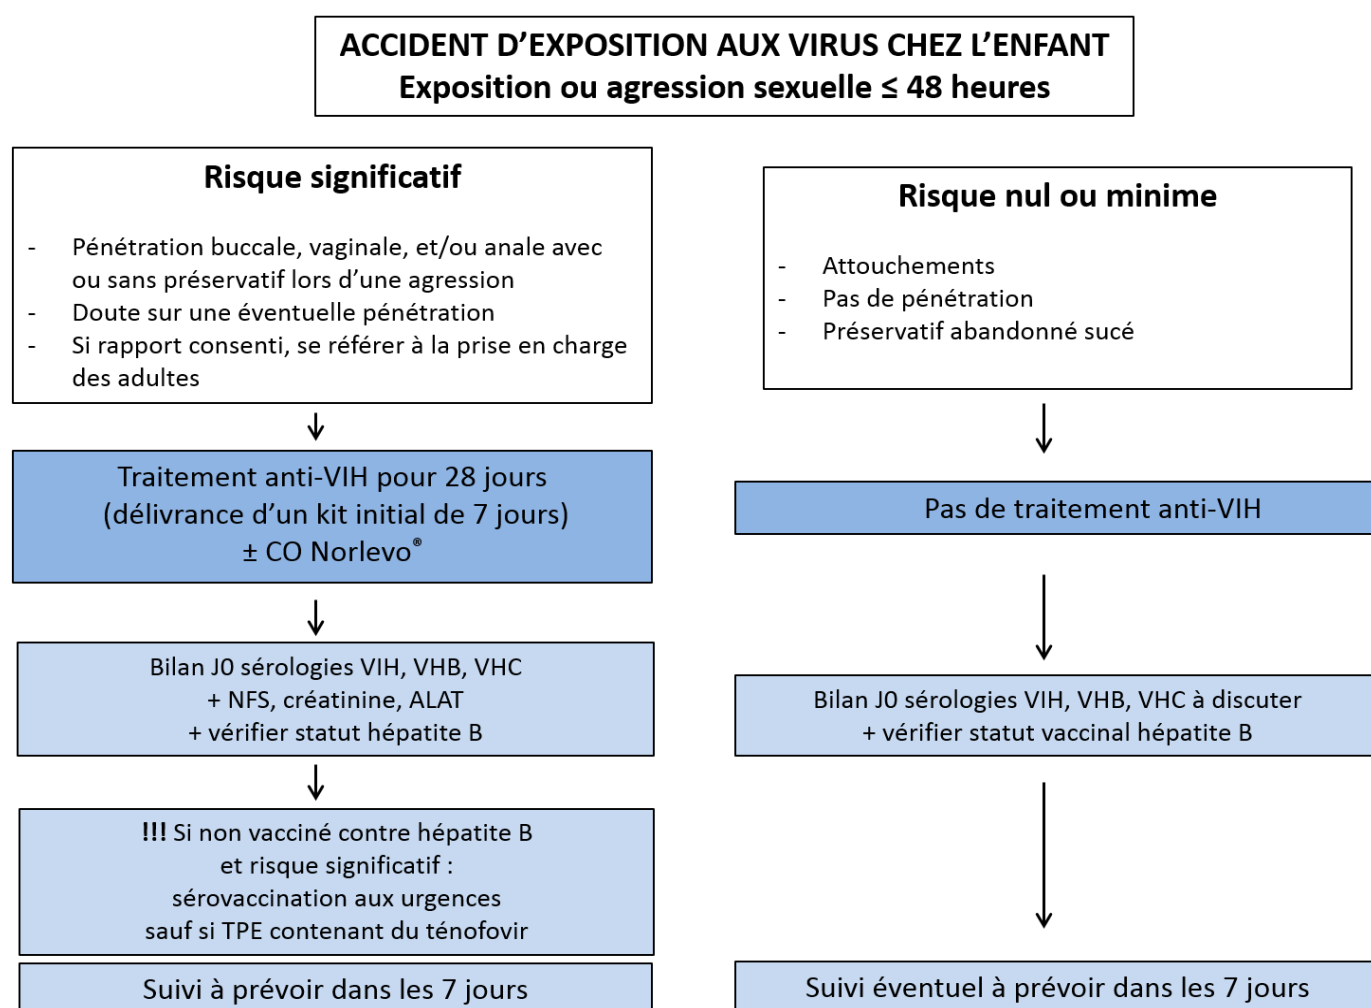 ACCIDENT D’EXPOSITION AUX VIRUS CHEZ L’ENFANT
Exposition ou agression sexuelle ≤ 48 heures
Risque significatif
- Pénétration buccale, vaginale, et/ou anale avec
ou sans préservatif lors d’une agression
- Doute sur une éventuelle pénétration
- Si rapport consenti, se référer à la prise en charge
des adultes
Traitement anti-VIH pour 28 jours
(délivrance d’un kit initial de 7 jours)
± CO Norlevo®
Bilan J0 sérologies VIH, VHB, VHC
+ NFS, créatinine, ALAT
+ vérifier statut hépatite B
!!! Si non vacciné contre hépatite B
et risque significatif :
sérovaccination aux urgences
sauf si TPE contenant du ténofovir
Suivi à prévoir dans les 7 jours
Risque nul ou minime
- Attouchements
- Pas de pénétration
- Préservatif abandonné sucé
Pas de traitement anti-VIH
Bilan J0 sérologies VIH, VHB, VHC à discuter
+ vérifier statut vaccinal hépatite B
Suivi éventuel à prévoir dans les 7 jours